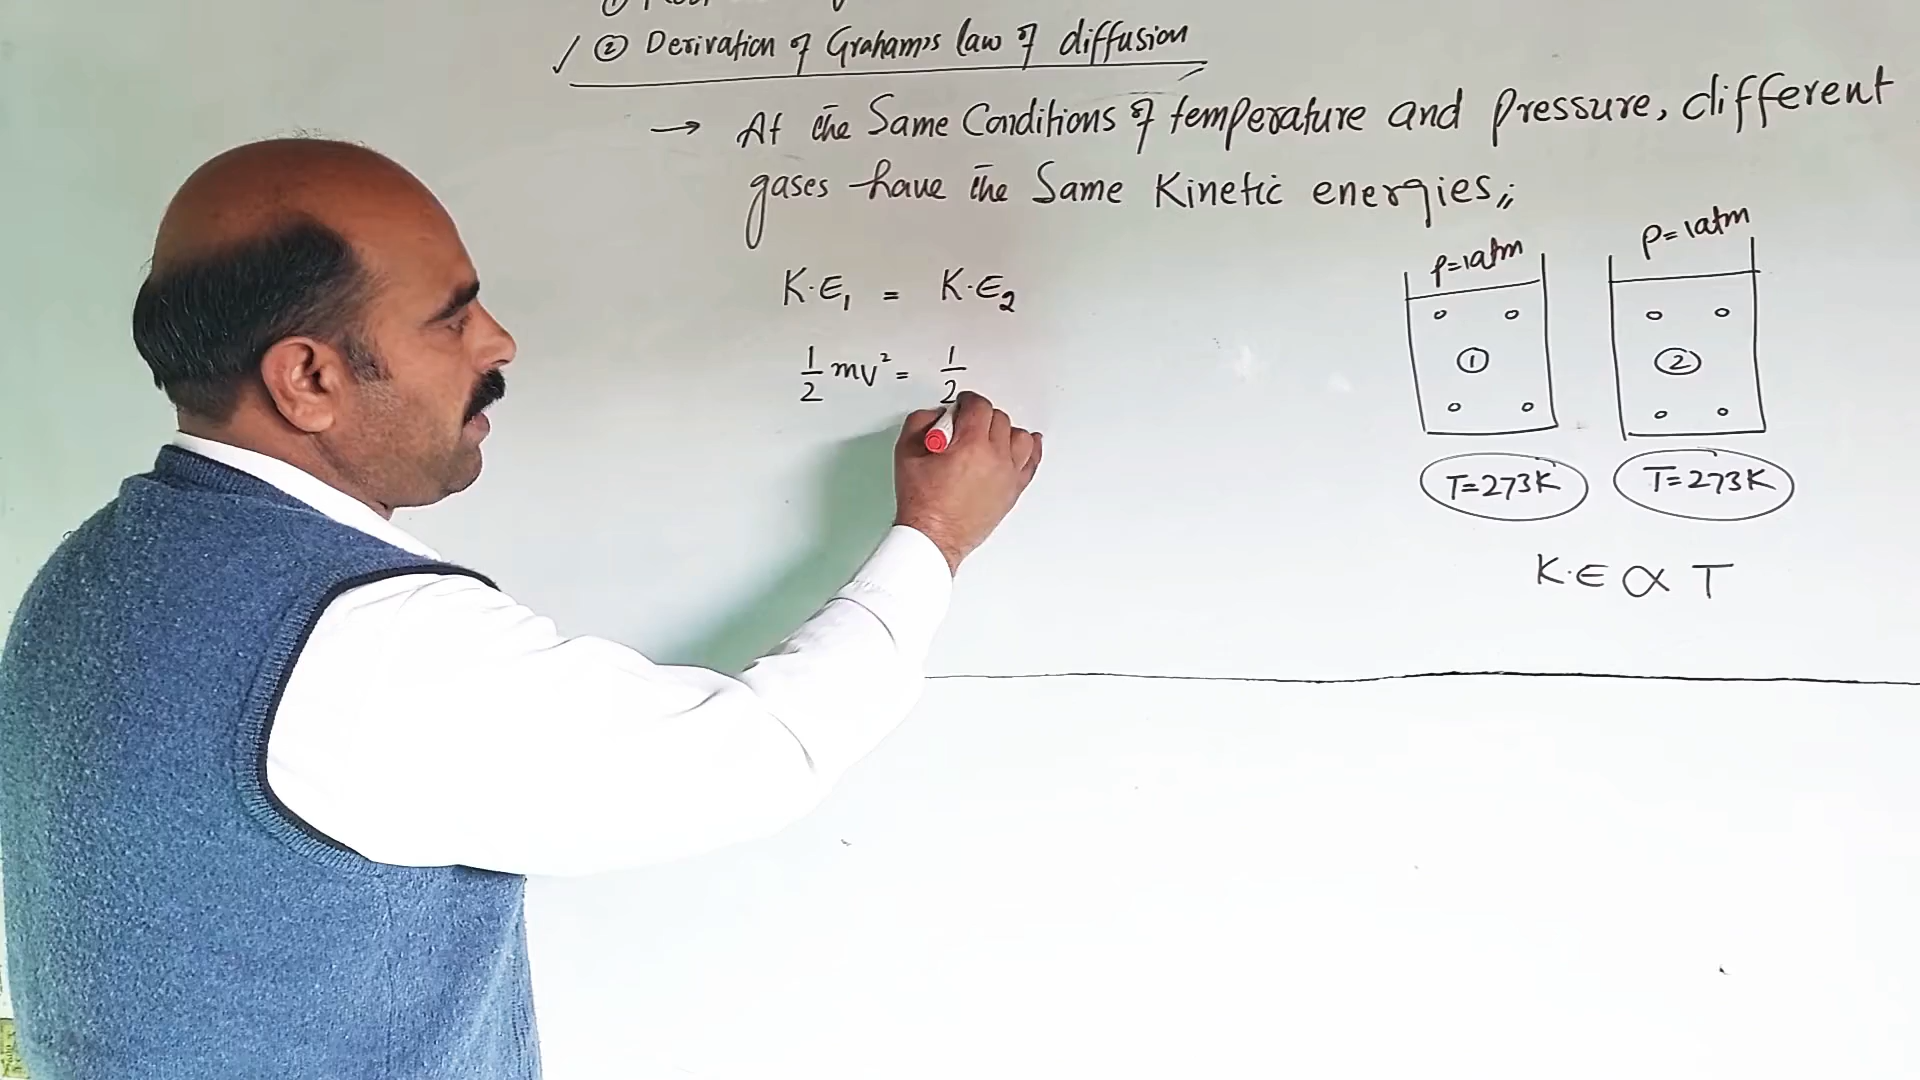 ✓ ② Derivation of Graham's law of diffusion
→ At the Same Conditions of temperature and pressure, different
gases have the Same Kinetic energies,,
P=1atm
P=1atm
K·E₁ = K·E₂
① ②
1/2 mv² = 1/2
T=273K T=273K
K·E ∝ T